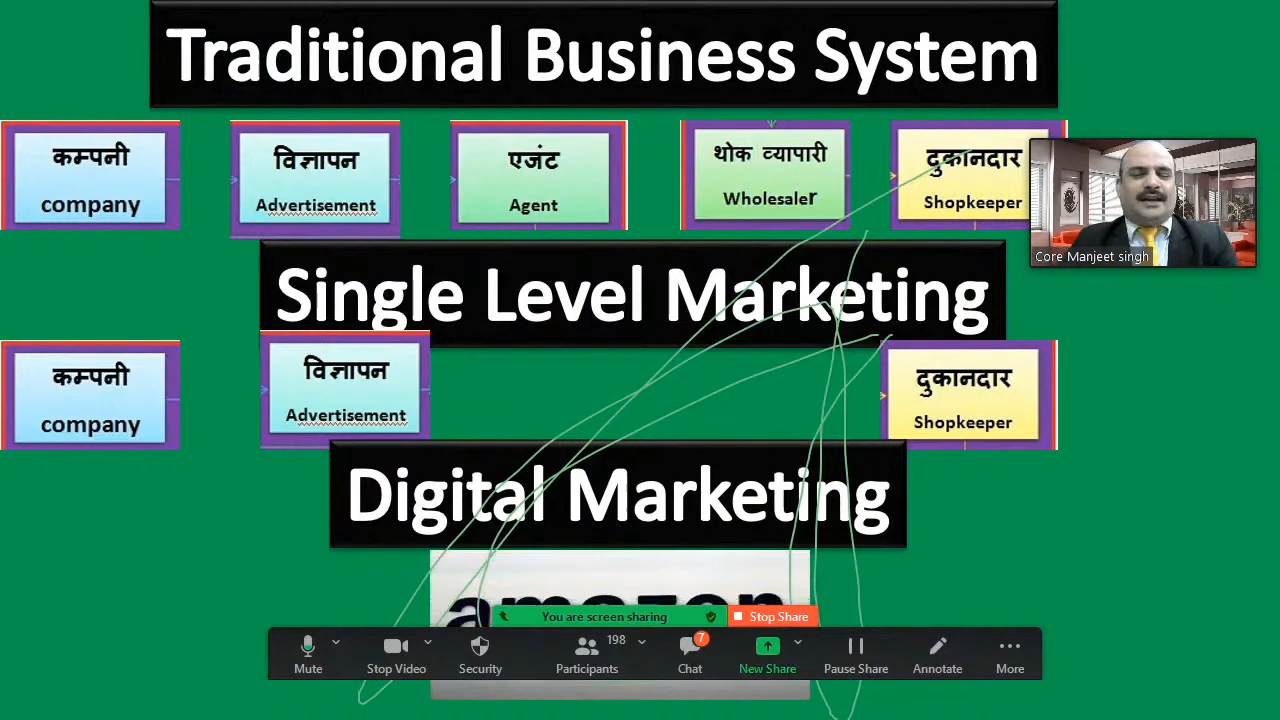 Traditional Business System
कम्पनी
company
विज्ञापन
Advertisement
एजंट
Agent
थोक व्यापारी
Wholesaler
दुकानदार
Shopkeeper
Core Manjeet singh
Single Level Marketing
कम्पनी
company
विज्ञापन
Advertisement
दुकानदार
Shopkeeper
Digital Marketing
amazon
You are screen sharing
Stop Share
Mute
Stop Video
Security
Participants
198
Chat
7
New Share
Pause Share
Annotate
More